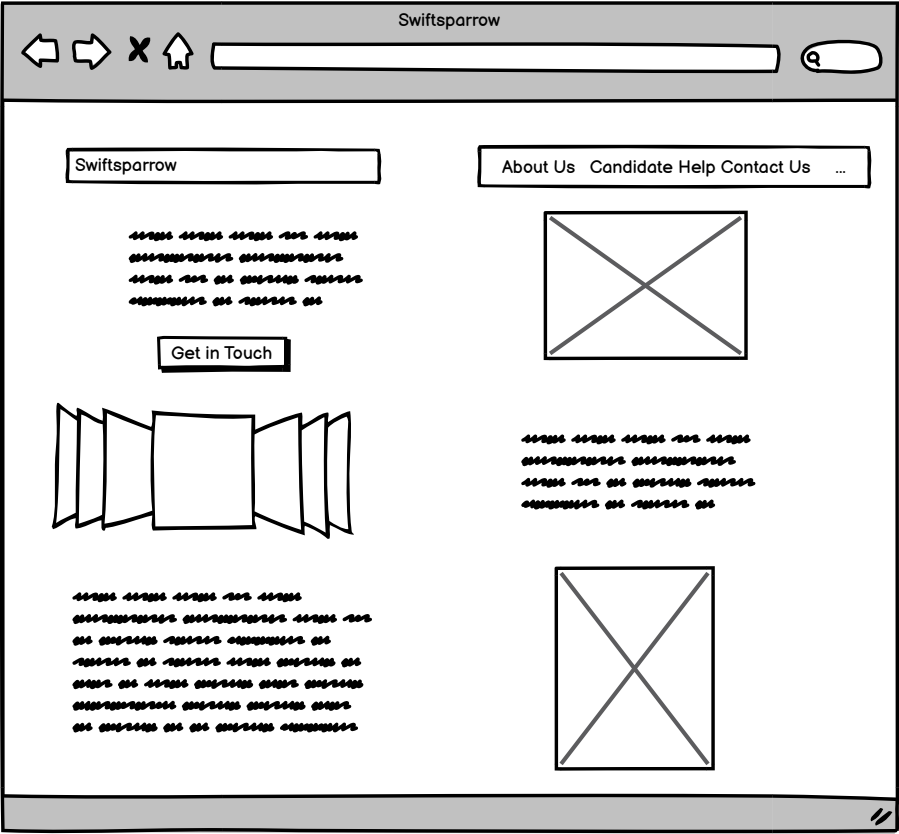 Swiftsparrow
Swiftsparrow
About Us Candidate Help Contact Us ...
Get in Touch